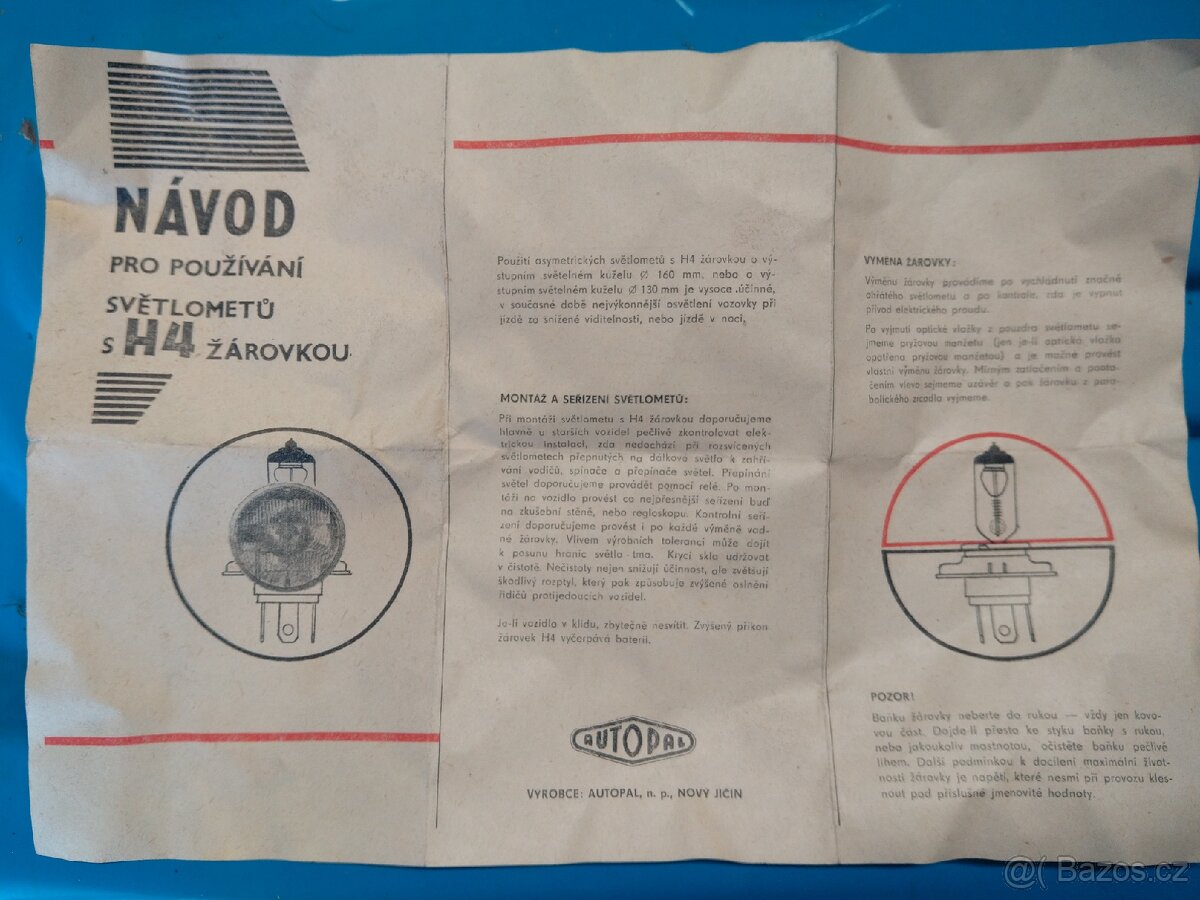 NÁVOD
PRO POUŽÍVÁNÍ
SVĚTLOMETŮ
S H4 ŽÁROVKOU
Použití asymetrických světlometů s H4 žárovkou o vý-
stupním světelném kuželu Ø 160 mm, nebo o vý-
stupním světelném kuželu Ø 130 mm je vysoce účinné,
v současné době nejvýkonnější osvětlení vozovky při
jízdě za snížené viditelnosti, nebo jízdě v noci,
MONTÁŽ A SEŘÍZENÍ SVĚTLOMETŮ:
Při montáži světlometu s H4 žárovkou doporučujeme
hlavně u starších vozidel pečlivě zkontrolovat elek-
trickou instalaci, zda nedochází při rozsvícených
světlometech přepnutých na dálkové světlo k zahří-
vání vodičů, spínače a přepínače světel. Přepínání
světel doporučujeme provádět pomocí relé. Po mon-
táži na vozidlo provést co nejpřesnější seřízení buď
na zkušební stěně, nebo regloskopu. Kontrolní seří-
zení doporučujeme provést i po každé výměně vad-
né žárovky. Vlivem výrobních tolerancí může dojít
k posunu hranic světlo-tma. Krycí skla udržovat
v čistotě. Nečistoty nejen snižují účinnost, ale zvětšují
škodlivý rozptyl, který pak způsobuje zvýšené oslnění
řidičů protijedoucích vozidel.
Je-li vozidlo v klidu, zbytečně nesvítit. Zvýšený příkon
žárovek H4 vyčerpává baterii.
AUTOPAL
VÝROBCE: AUTOPAL, n. p., NOVÝ JIČÍN
VÝMĚNA ŽÁROVKY:
Výměnu žárovky provádíme po vychladnutí značně
ohřátého světlometu a po kontrole, zda je vypnut
přívod elektrického proudu.
Po vyjmutí optické vložky z pouzdra světlometu se-
jmeme pryžovou manžetu (jen je-li optická vložka
opatřena pryžovou manžetou) a je možné provést
vlastní výměnu žárovky. Mírným zatlačením a pooto-
čením vlevo sejmeme uzávěr a pak žárovku z para-
bolického zrcadla vyjmeme.
POZOR!
Baňku žárovky neberte do rukou — vždy jen kovo-
vou část. Dojde-li přesto ke styku baňky s rukou,
nebo jakoukoliv mastnotou, očistěte baňku pečlivě
lihem. Další podmínkou k docílení maximální život-
nosti žárovky je napětí, které nesmí při provozu kles-
nout pod příslušné jmenovité hodnoty.
@( Bazos.cz